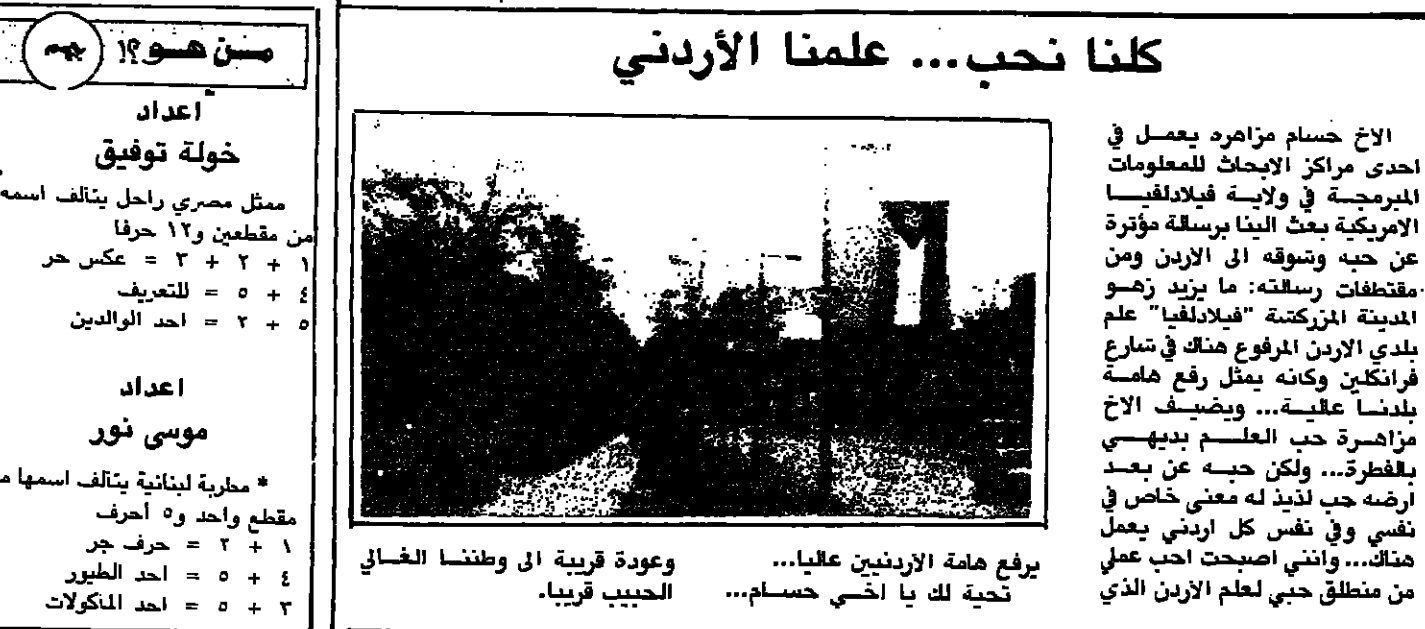 كلنا نحب... علمنا الأردني
الاخ حسام مزاهره يعمل في
احدى مراكز الابحاث للمعلومات
المبرمجة في ولاية فيلادلفيا
الامريكية بعث الينا برسالة مؤثرة
عن حبه وشوقه الى الاردن ومن
مقتطفات رسالته: ما يزيد زهو
المدينة المزركشة "فيلادلفيا" علم
بلدي الاردن المرفوع هناك في شارع
فرانكلين وكانه يمثل رفع هامة
بلدنا عالية... ويضيف الاخ
مزاهرة حب العلم بديهي
بالفطرة... ولكن حبه عن بعد
ارضه حب لذيذ له معنى خاص في
نفسي وفي نفس كل اردني يعمل
هناك... وانني اصبحت احب عملي
من منطلق حبي لعلم الاردن الذي
يرفع هامة الاردنيين عاليا...
تحية لك يا اخي حسام...
وعودة قريبة الى وطننا الغالي
الحبيب قريبا.
من هو؟!
اعداد
خولة توفيق
ممثل مصري راحل يتألف اسمه
من مقطعين و١٢ حرفا
١ + ٢ + ٣ = عكس حر
٤ + ٥ = للتعريف
٥ + ٢ = احد الوالدين
اعداد
موسى نور
* مطربة لبنانية يتألف اسمها
مقطع واحد و٥ أحرف
١ + ٢ = حرف جر
٤ + ٥ = احد الطيور
٣ + ٥ = احد المأكولات